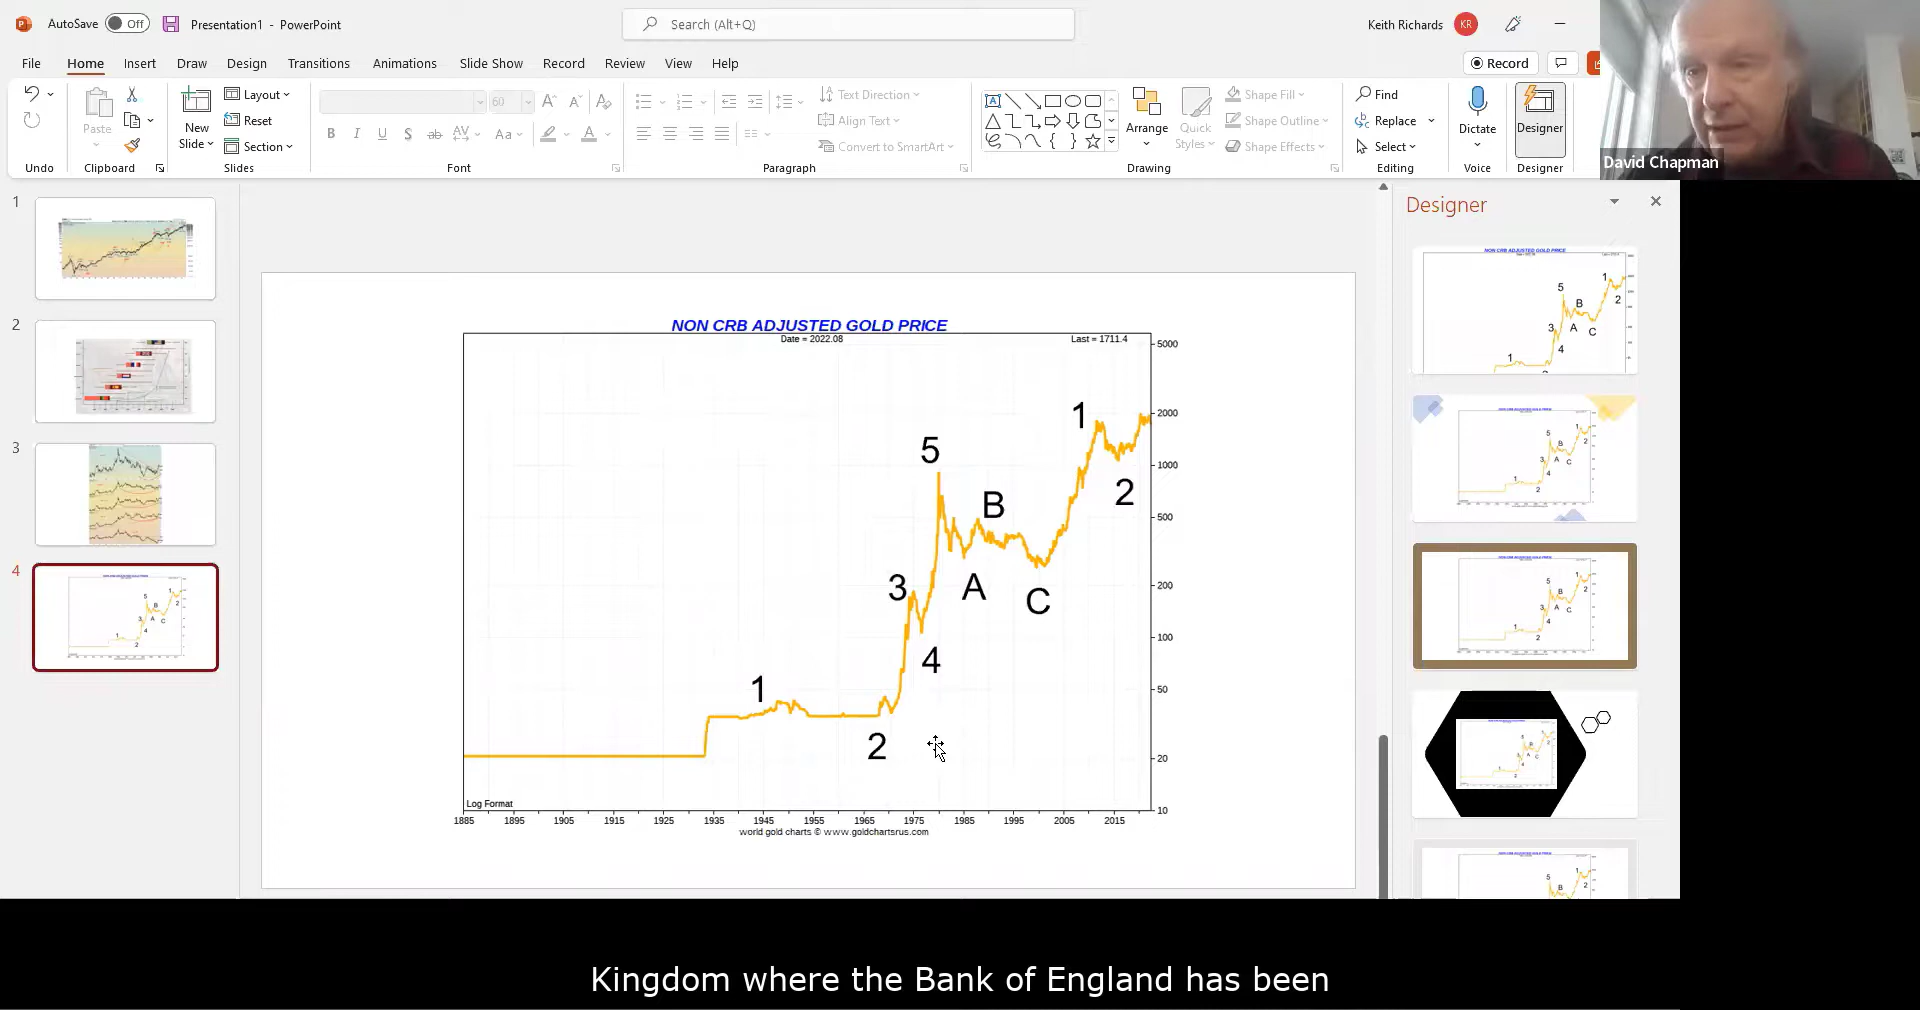 AutoSave Off Presentation1 - PowerPoint Search (Alt+Q) Keith Richards KR
File Home Insert Draw Design Transitions Animations Slide Show Record Review View Help Record
Layout Text Direction Shape Fill Find
Paste New Slide Reset 60 Align Text Arrange Quick Styles Shape Outline Replace Dictate Designer
Section B I U S ab AV Aa A Convert to SmartArt Shape Effects Select
Undo Clipboard Slides Font Paragraph Drawing Editing Voice Designer
David Chapman
Designer
1
2
3
4
NON CRB ADJUSTED GOLD PRICE
Date = 2022.08 Last = 1711.4
5000
2000
1000
500
200
100
50
20
10
1
5
2
B
3
A
C
4
1
2
Log Format
1885 1895 1905 1915 1925 1935 1945 1955 1965 1975 1985 1995 2005 2015
world gold charts © www.goldchartsrus.com
Kingdom where the Bank of England has been